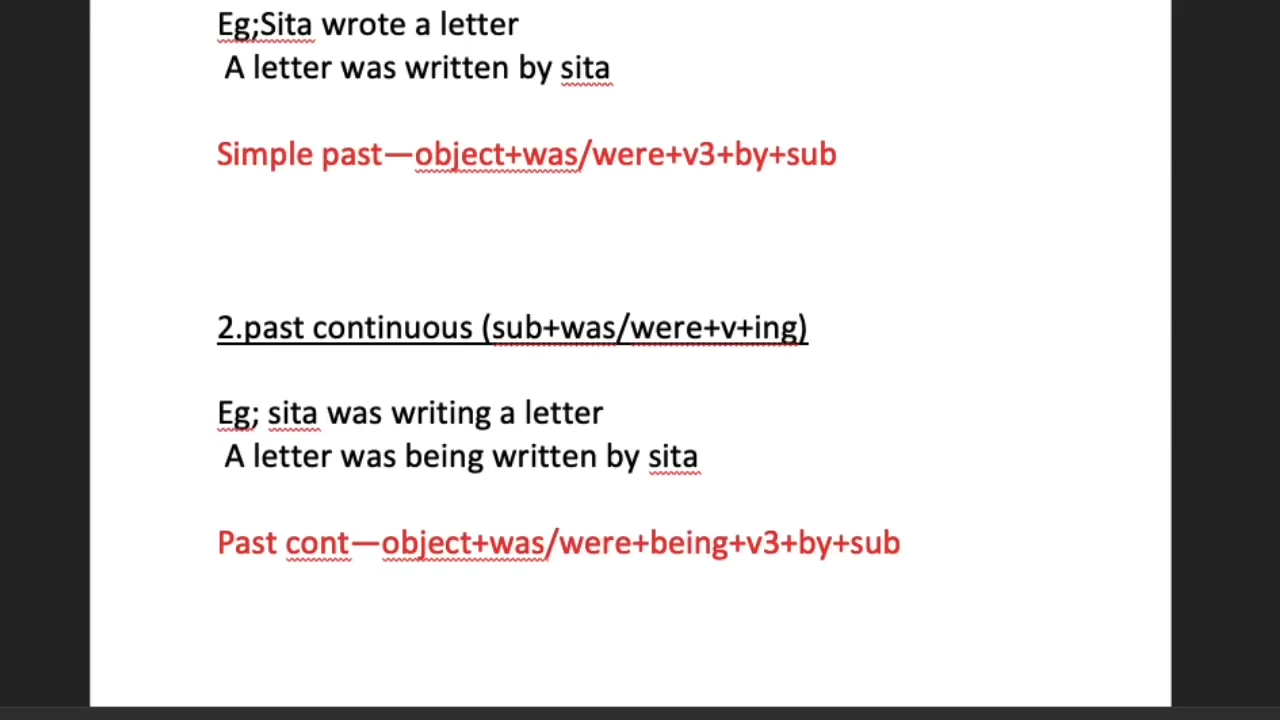 Eg;Sita wrote a letter
A letter was written by sita
Simple past—object+was/were+v3+by+sub
2.past continuous (sub+was/were+v+ing)
Eg; sita was writing a letter
A letter was being written by sita
Past cont—object+was/were+being+v3+by+sub